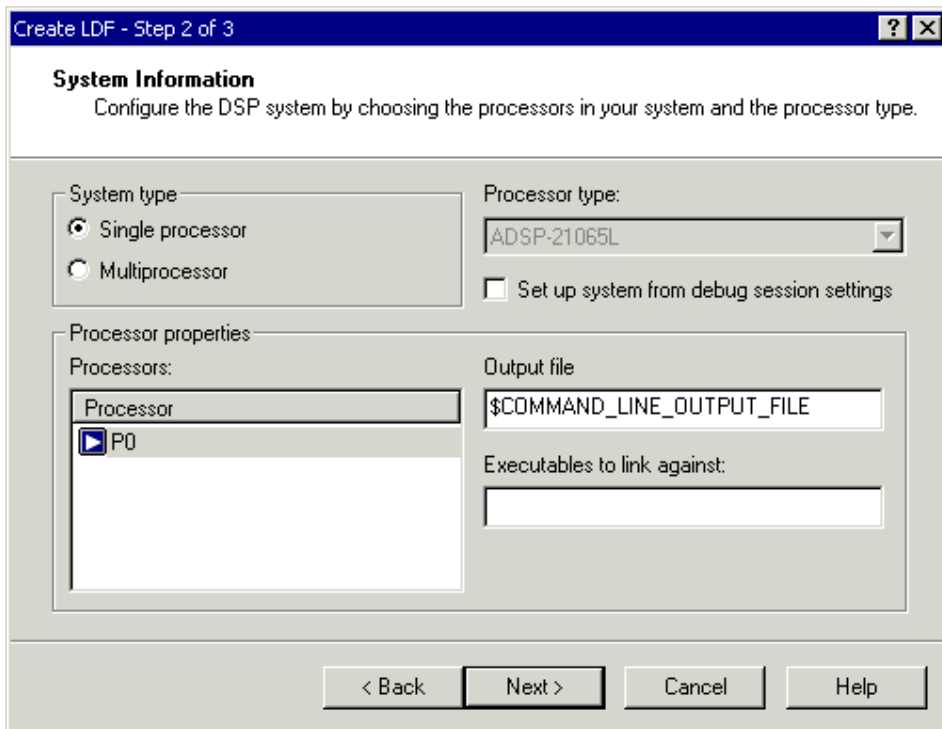 Create LDF - Step 2 of 3
System Information
Configure the DSP system by choosing the processors in your system and the processor type.
System type
Single processor
Multiprocessor
Processor type:
ADSP-21065L
Set up system from debug session settings
Processor properties
Processors:
Processor
P0
Output file
$COMMAND_LINE_OUTPUT_FILE
Executables to link against:
< Back
Next >
Cancel
Help